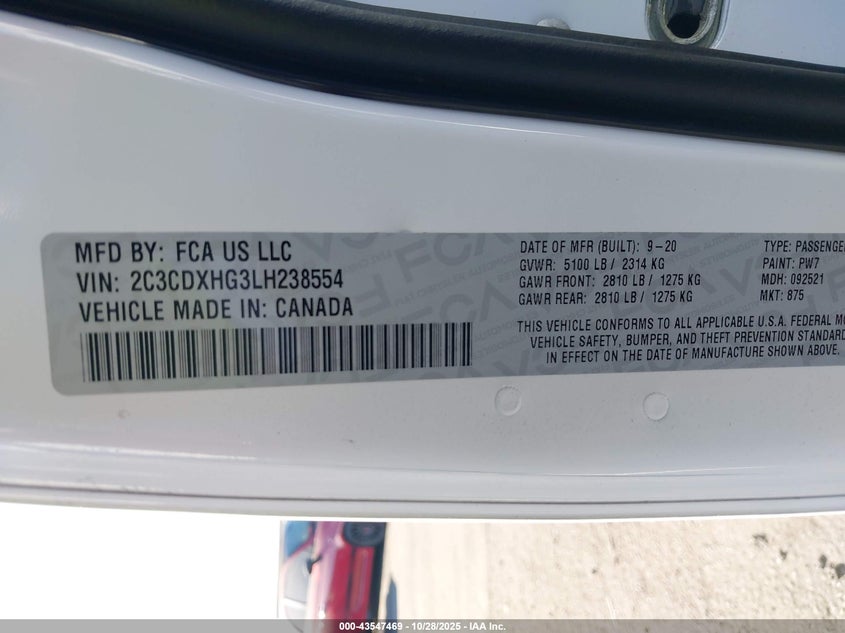 MFD BY: FCA US LLC
VIN: 2C3CDXHG3LH238554
VEHICLE MADE IN: CANADA
DATE OF MFR (BUILT): 9-20
GVWR: 5100 LB / 2314 KG
GAWR FRONT: 2810 LB / 1275 KG
GAWR REAR: 2810 LB / 1275 KG
TYPE: PASSENGER
PAINT: PW7
MDH: 092521
MKT: 875
THIS VEHICLE CONFORMS TO ALL APPLICABLE U.S.A. FEDERAL MO
VEHICLE SAFETY, BUMPER, AND THEFT PREVENTION STANDARD
IN EFFECT ON THE DATE OF MANUFACTURE SHOWN ABOVE.
000-43547469 - 10/28/2025 - IAA Inc.